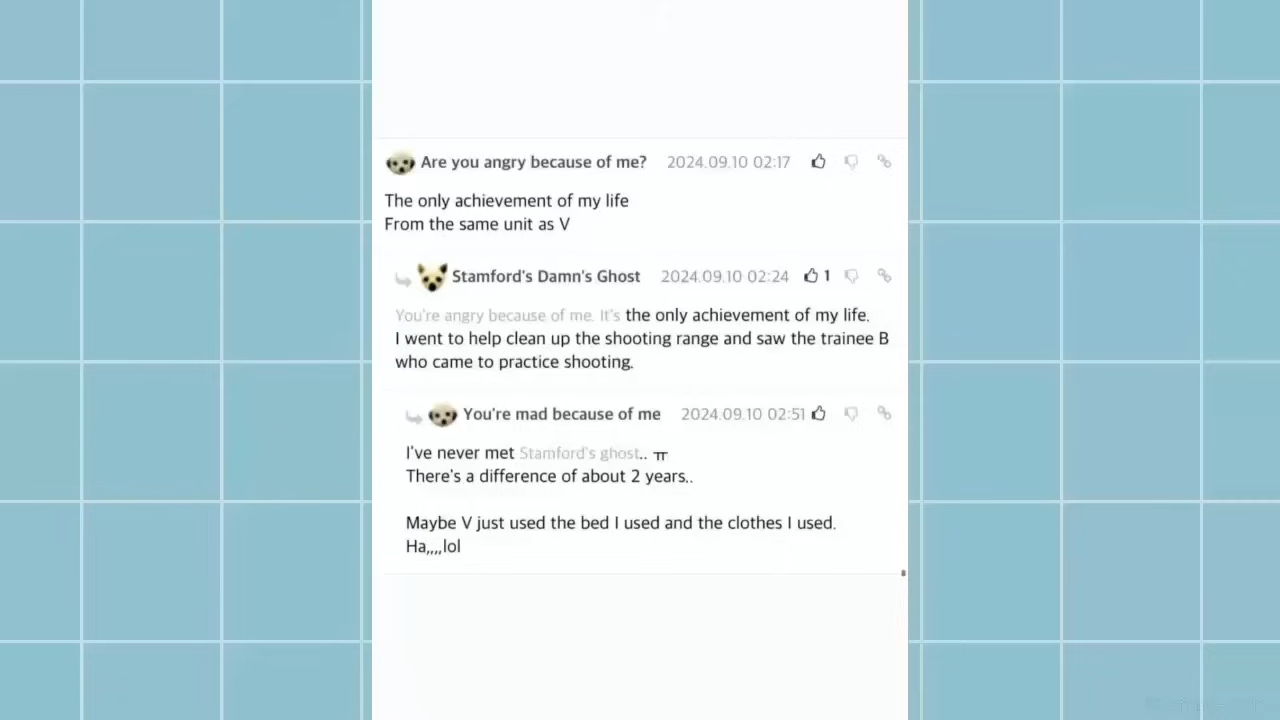 Are you angry because of me? 2024.09.10 02:17
The only achievement of my life
From the same unit as V
Stamford's Damn's Ghost 2024.09.10 02:24 1
You're angry because of me. It's the only achievement of my life.
I went to help clean up the shooting range and saw the trainee B
who came to practice shooting.
You're mad because of me 2024.09.10 02:51
I've never met Stamford's ghost.. ㅠ
There's a difference of about 2 years..
Maybe V just used the bed I used and the clothes I used.
Ha,,,,lol